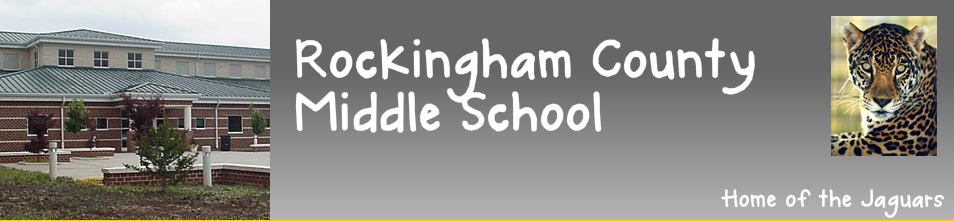 Rockingham County
Middle School
Home of the Jaguars